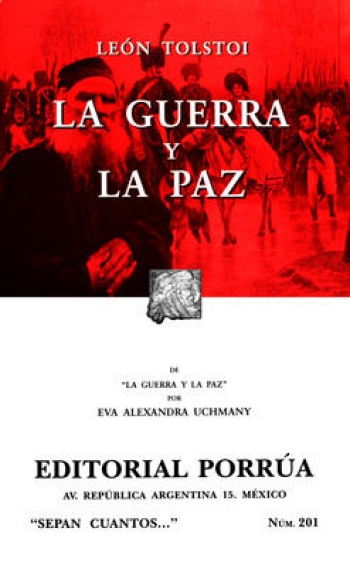 LEÓN TOLSTOI
LA GUERRA
Y
LA PAZ
DE
"LA GUERRA Y LA PAZ"
POR
EVA ALEXANDRA UCHMANY
EDITORIAL PORRÚA
AV. REPÚBLICA ARGENTINA 15. MÉXICO
"SEPAN CUANTOS..." NÚM. 201